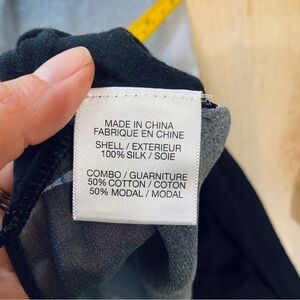 MADE IN CHINA
FABRIQUE EN CHINE
SHELL / EXTERIEUR
100% SILK / SOIE
COMBO / GUARNITURE
50% COTTON / COTON
50% MODAL / MODAL